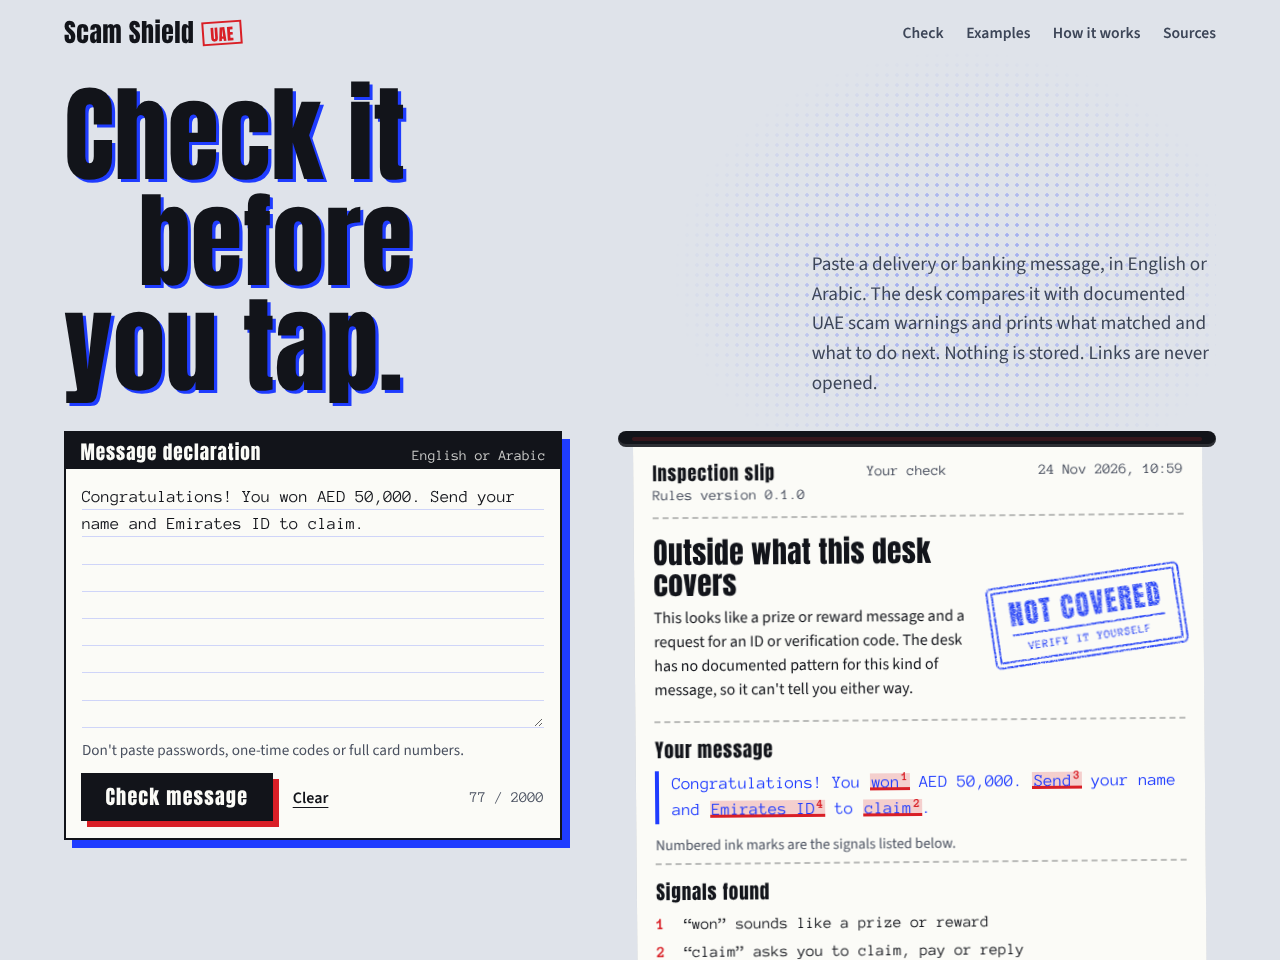 Scam Shield UAE
Check Examples How it works Sources
Check it
before
you tap.
Paste a delivery or banking message, in English or
Arabic. The desk compares it with documented
UAE scam warnings and prints what matched and
what to do next. Nothing is stored. Links are never
opened.
Message declaration English or Arabic
Congratulations! You won AED 50,000. Send your
name and Emirates ID to claim.
Don't paste passwords, one-time codes or full card numbers.
Check message Clear 77 / 2000
Inspection slip Your check 24 Nov 2026, 10:59
Rules version 0.1.0
Outside what this desk
covers
This looks like a prize or reward message and a
request for an ID or verification code. The desk
has no documented pattern for this kind of
message, so it can't tell you either way.
NOT COVERED
VERIFY IT YOURSELF
Your message
Congratulations! You won1 AED 50,000. Send3 your name
and Emirates ID4 to claim2.
Numbered ink marks are the signals listed below.
Signals found
1 “won” sounds like a prize or reward
2 “claim” asks you to claim, pay or reply